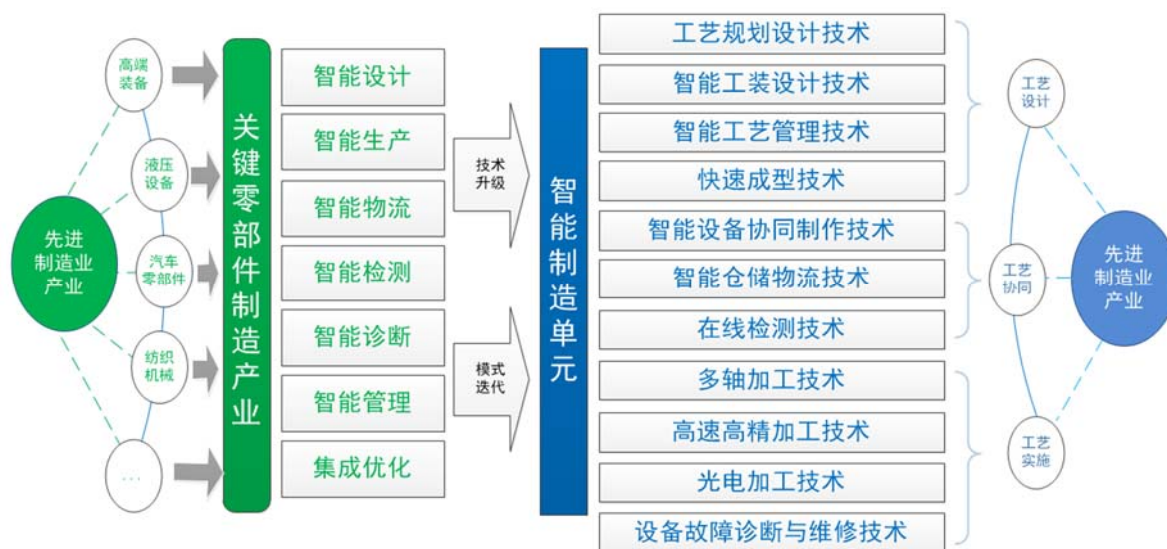 先进
制造业
产业
高端
装备
液压
设备
汽车
零部件
纺织
机械
...
关键零部件制造产业
智能设计
智能生产
智能物流
智能检测
智能诊断
智能管理
集成优化
技术
升级
模式
迭代
智能制造单元
工艺规划设计技术
智能工装设计技术
智能工艺管理技术
快速成型技术
智能设备协同制作技术
智能仓储物流技术
在线检测技术
多轴加工技术
高速高精加工技术
光电加工技术
设备故障诊断与维修技术
工艺
设计
工艺
协同
工艺
实施
先进
制造业
产业